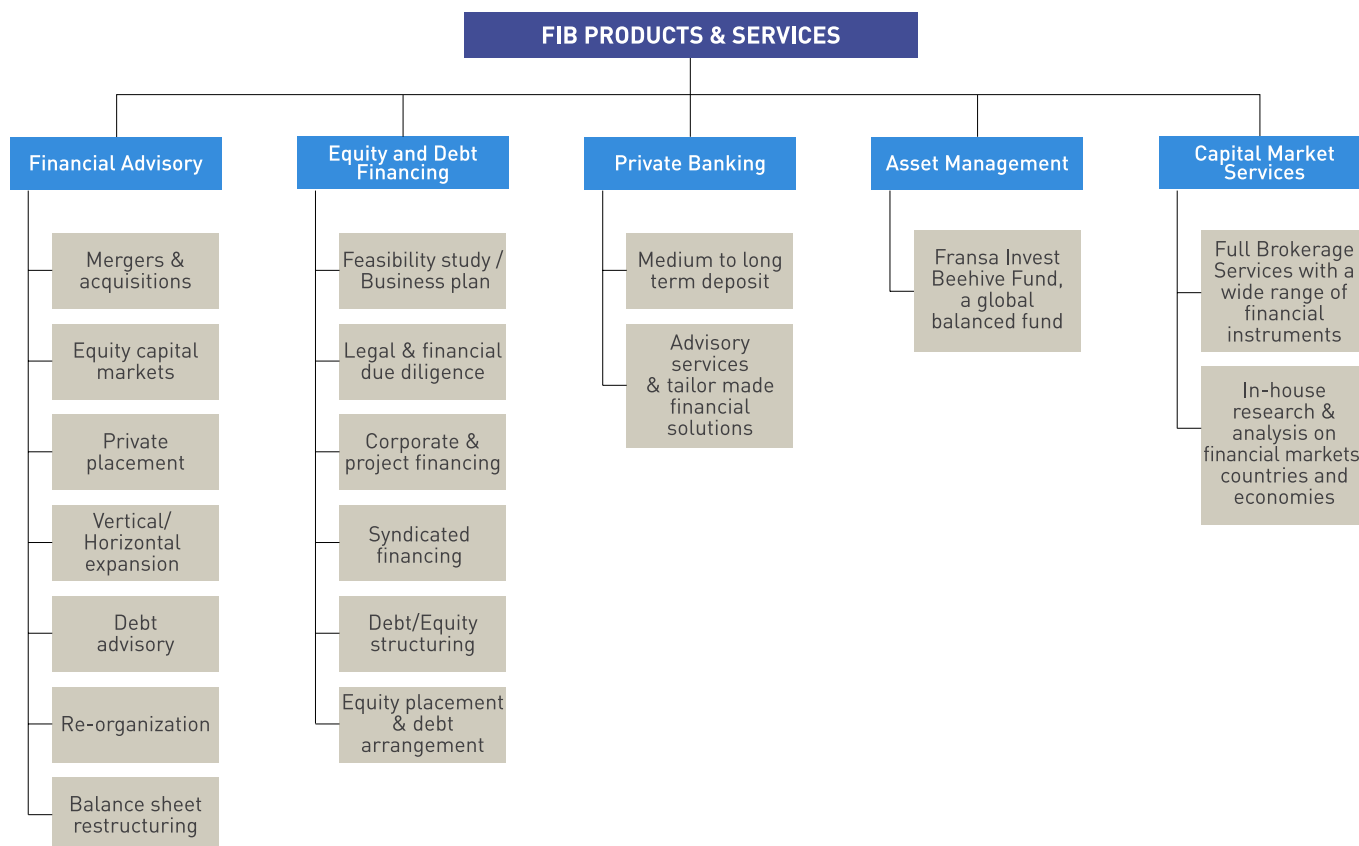 FIB PRODUCTS & SERVICES
Financial Advisory
Mergers &
acquisitions
Equity capital
markets
Private
placement
Vertical/
Horizontal
expansion
Debt
advisory
Re-organization
Balance sheet
restructuring
Equity and Debt
Financing
Feasibility study /
Business plan
Legal & financial
due diligence
Corporate &
project financing
Syndicated
financing
Debt/Equity
structuring
Equity placement
& debt
arrangement
Private Banking
Medium to long
term deposit
Advisory
services
& tailor made
financial
solutions
Asset Management
Fransa Invest
Beehive Fund,
a global
balanced fund
Capital Market
Services
Full Brokerage
Services with a
wide range of
financial
instruments
In-house
research &
analysis on
financial markets
countries and
economies